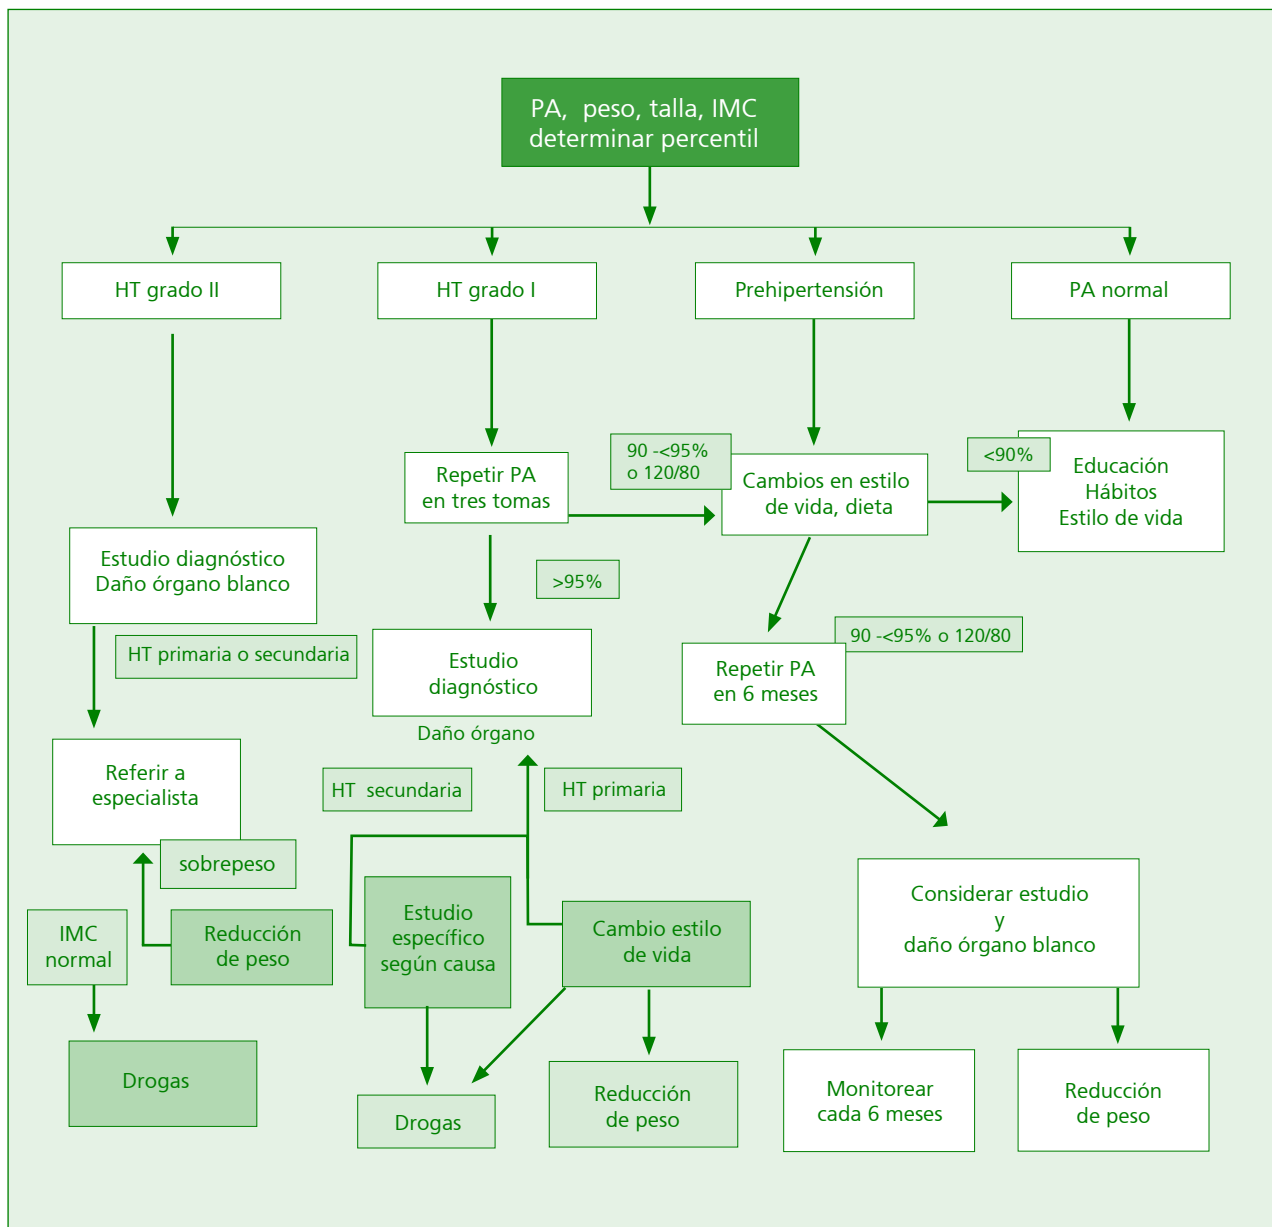 PA, peso, talla, IMC
determinar percentil
HT grado II
HT grado I
Prehipertensión
PA normal
90 -<95%
o 120/80
<90%
Repetir PA
en tres tomas
Cambios en estilo
de vida, dieta
Educación
Hábitos
Estilo de vida
Estudio diagnóstico
Daño órgano blanco
>95%
HT primaria o secundaria
90 -<95% o 120/80
Estudio
diagnóstico
Repetir PA
en 6 meses
Daño órgano
Referir a
especialista
HT secundaria
HT primaria
sobrepeso
IMC
normal
Reducción
de peso
Estudio
específico
según causa
Cambio estilo
de vida
Considerar estudio
y
daño órgano blanco
Drogas
Drogas
Reducción
de peso
Monitorear
cada 6 meses
Reducción
de peso